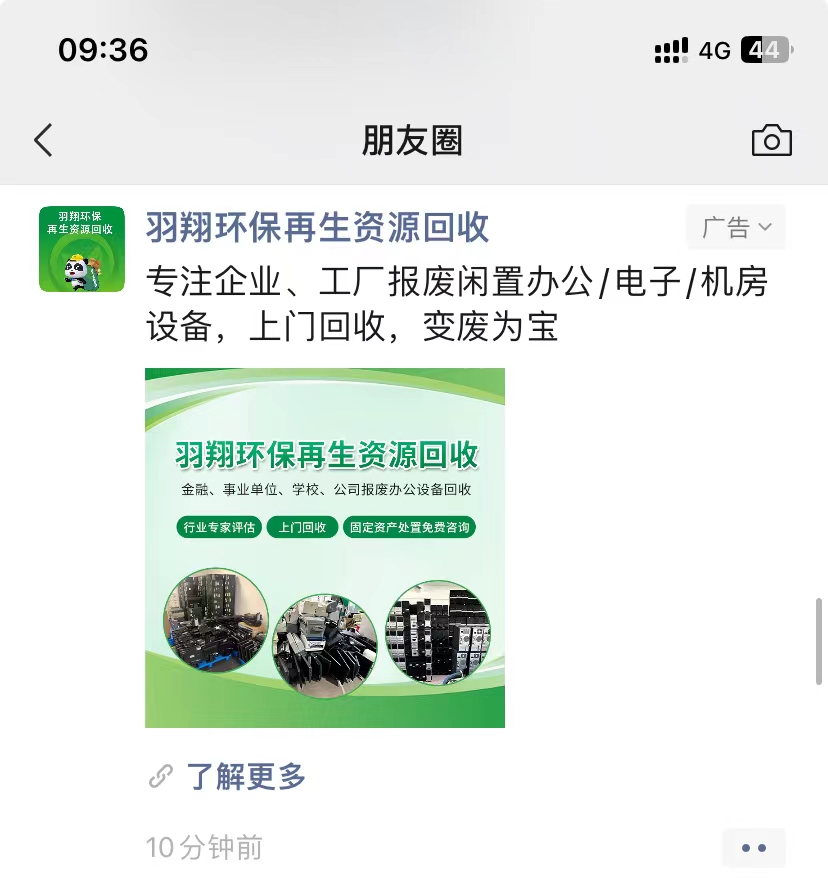 09:36
4G
44
朋友圈
羽翔环保
再生资源回收
羽翔环保再生资源回收
广告
专注企业、工厂报废闲置办公/电子/机房
设备，上门回收，变废为宝
羽翔环保再生资源回收
金融、事业单位、学校、公司报废办公设备回收
行业专家评估 上门回收 固定资产处置免费咨询
了解更多
10分钟前